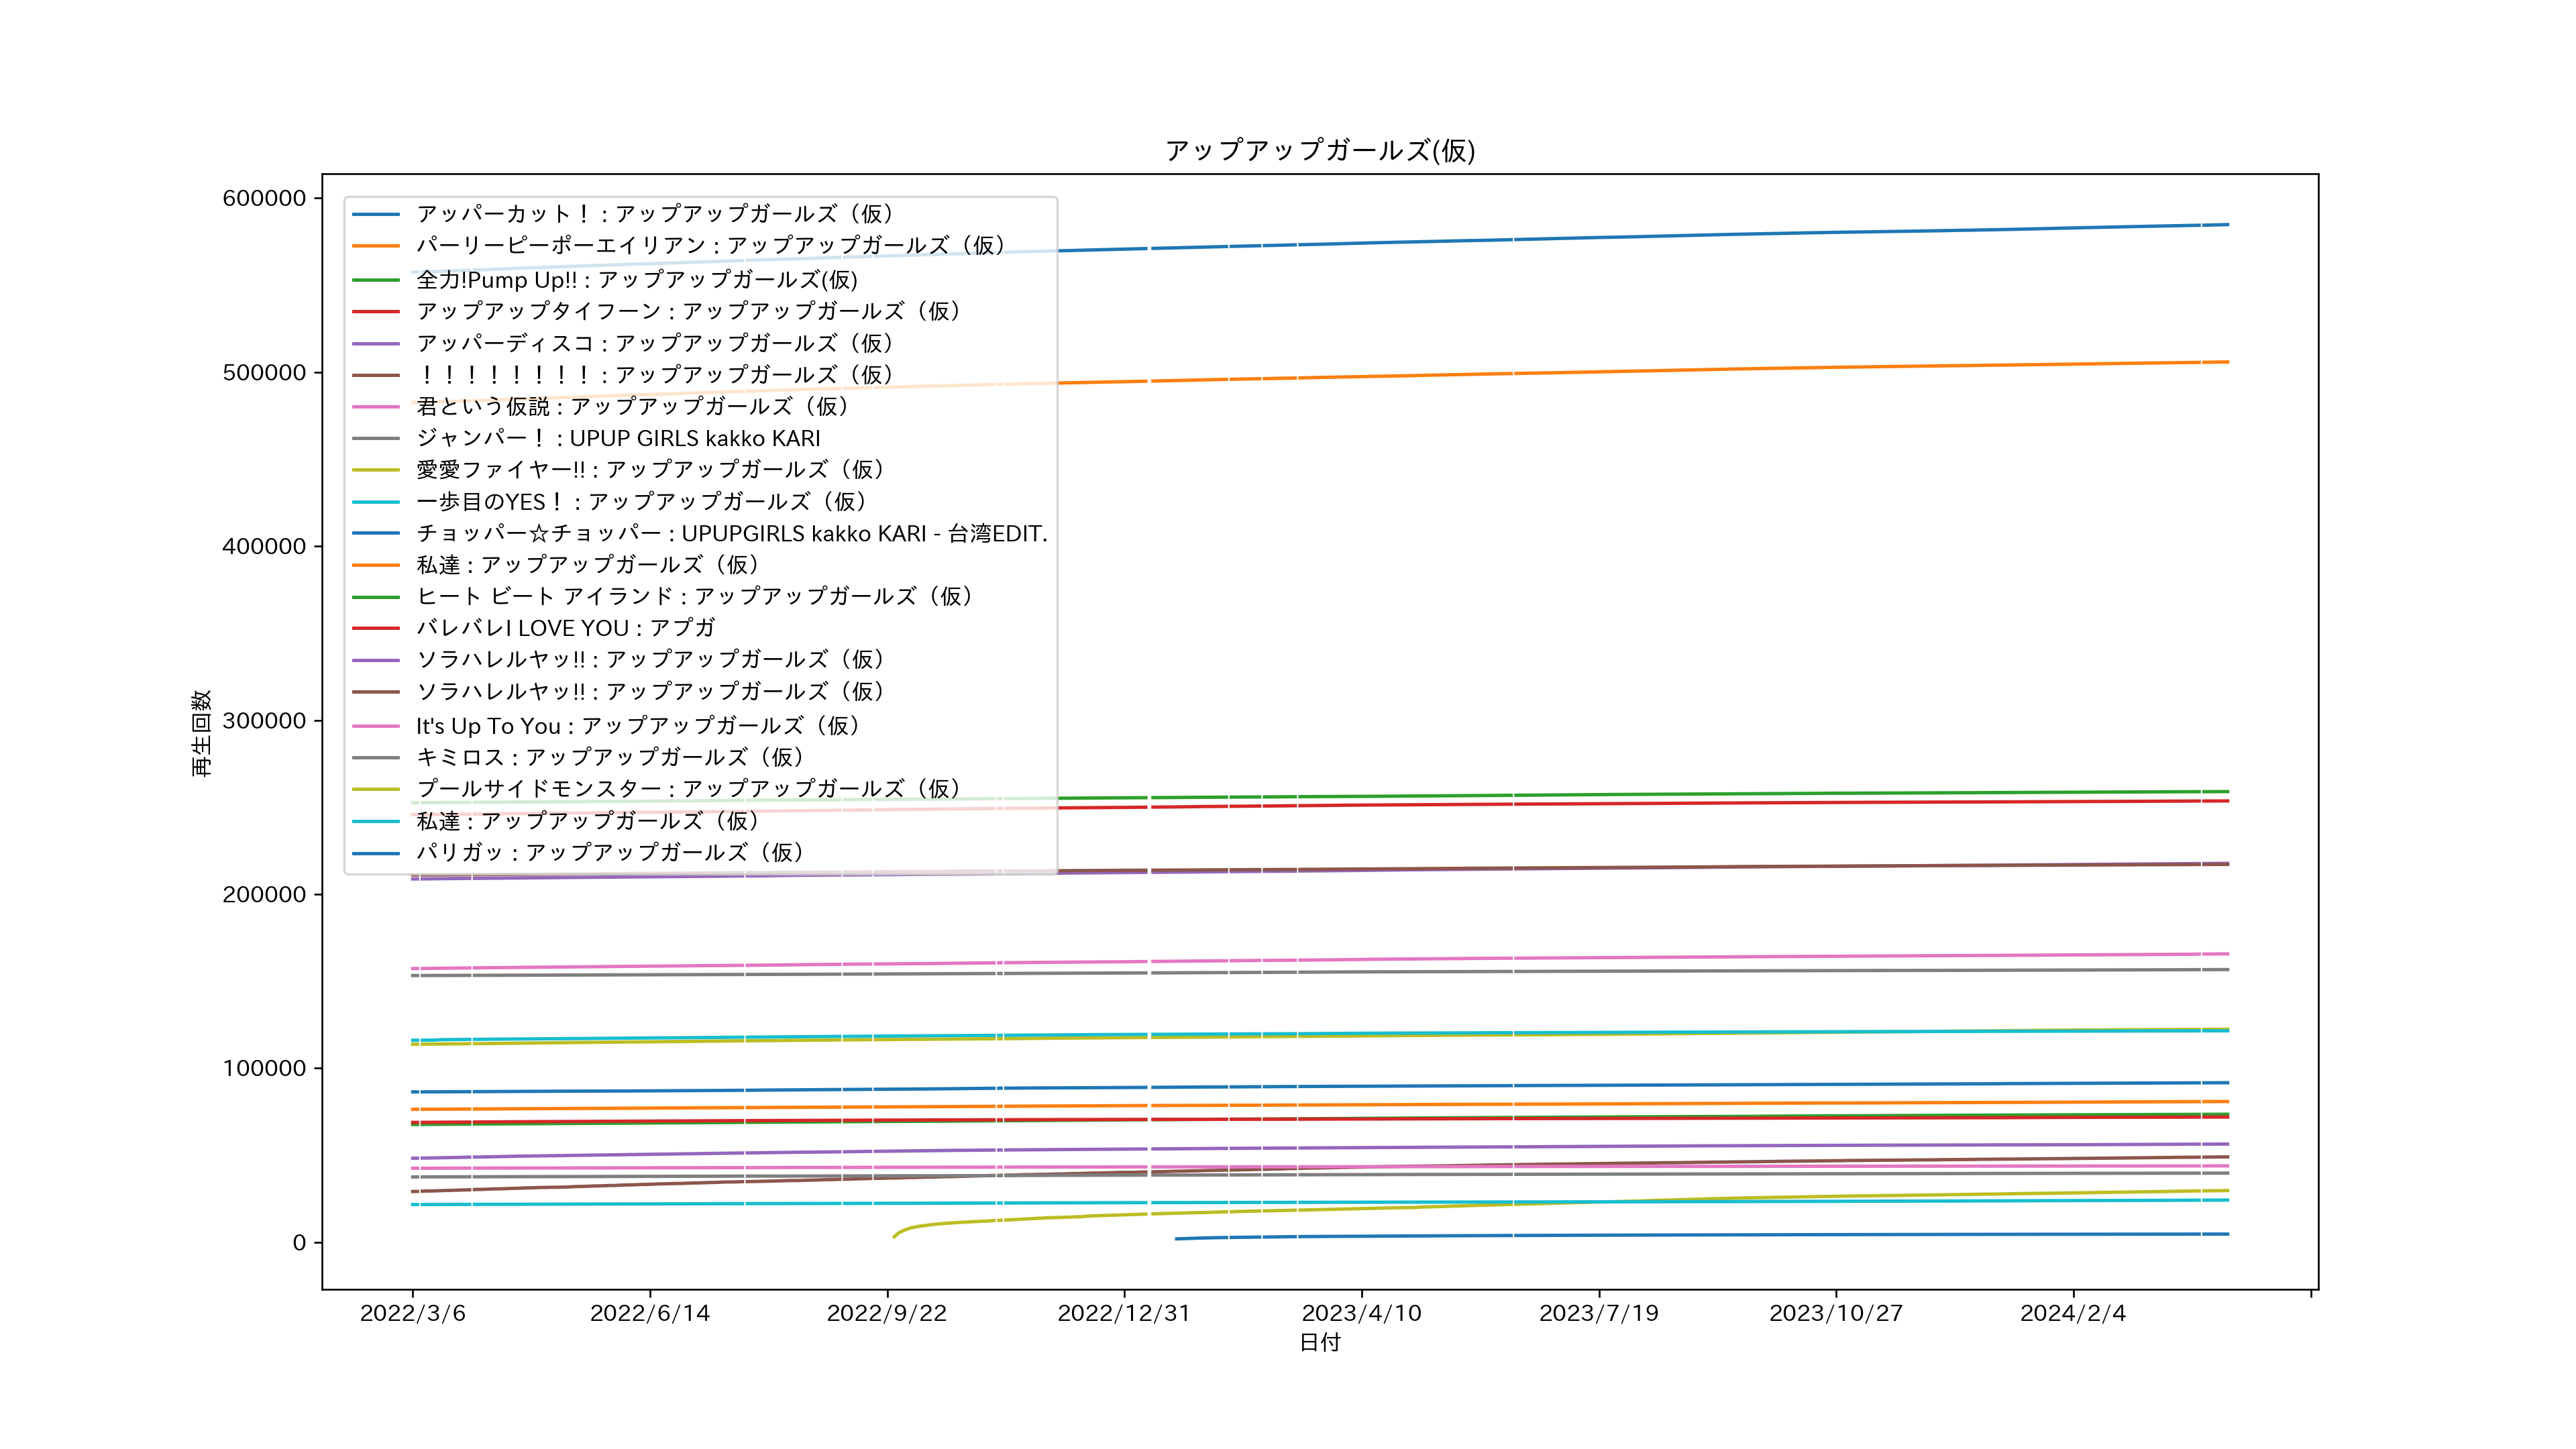 アップアップガールズ(仮)
600000
500000
400000
300000
200000
100000
0
再生回数
アッパーカット！ : アップアップガールズ（仮）
パーリーピーポーエイリアン : アップアップガールズ（仮）
全力!Pump Up!! : アップアップガールズ(仮)
アップアップタイフーン : アップアップガールズ（仮）
アッパーディスコ : アップアップガールズ（仮）
！！！！！！！！ : アップアップガールズ（仮）
君という仮説 : アップアップガールズ（仮）
ジャンパー！ : UPUP GIRLS kakko KARI
愛愛ファイヤー!! : アップアップガールズ（仮）
一歩目のYES！ : アップアップガールズ（仮）
チョッパー☆チョッパー : UPUPGIRLS kakko KARI - 台湾EDIT.
私達 : アップアップガールズ（仮）
ヒート ビート アイランド : アップアップガールズ（仮）
バレバレI LOVE YOU : アプガ
ソラハレルヤッ!! : アップアップガールズ（仮）
ソラハレルヤッ!! : アップアップガールズ（仮）
It's Up To You : アップアップガールズ（仮）
キミロス : アップアップガールズ（仮）
プールサイドモンスター : アップアップガールズ（仮）
私達 : アップアップガールズ（仮）
パリガッ : アップアップガールズ（仮）
2022/3/6 2022/6/14 2022/9/22 2022/12/31 2023/4/10 2023/7/19 2023/10/27 2024/2/4
日付